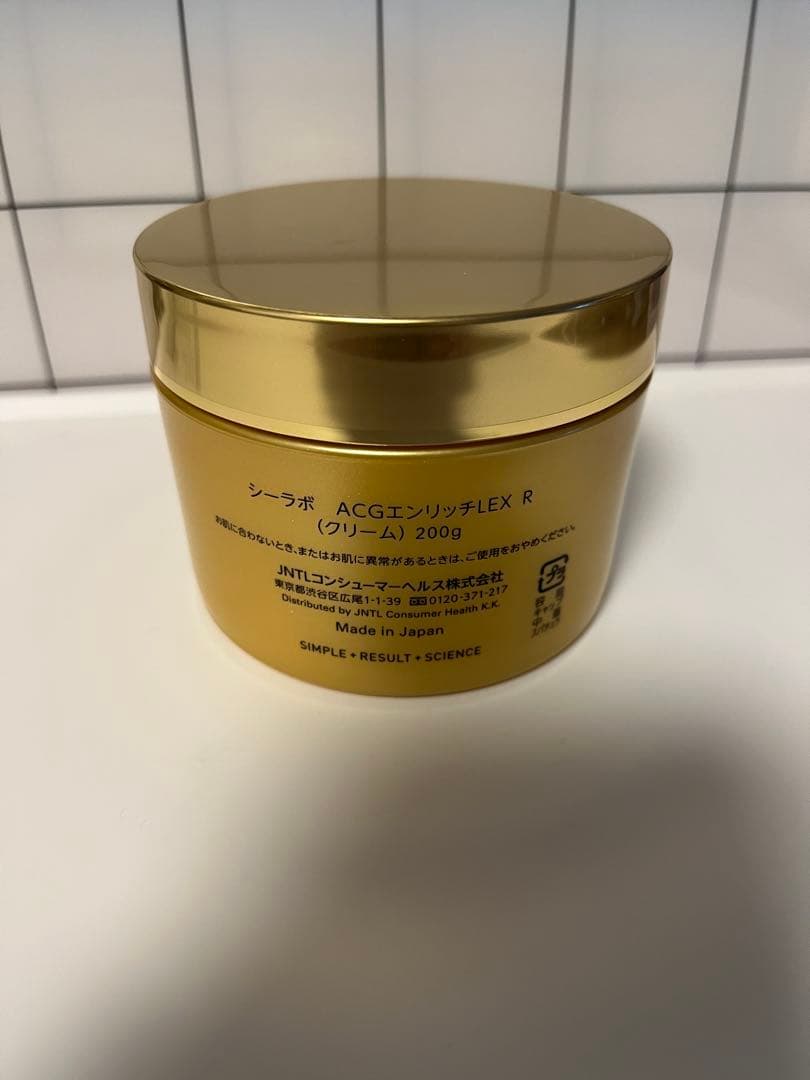 シーラボ ACGエンリッチLEX R
(クリーム) 200g
お肌に合わないとき、またはお肌に異常があるときは、ご使用をおやめください。
JNTLコンシューマーヘルス株式会社
東京都渋谷区広尾1-1-39 0120-371-217
Distributed by JNTL Consumer Health K.K.
Made in Japan
SIMPLE + RESULT + SCIENCE
プラ